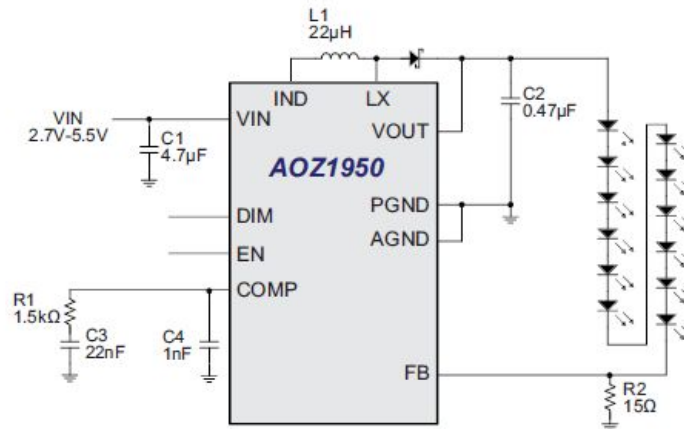 L1
22µH
IND
LX
VIN
2.7V-5.5V
VIN
C1
4.7µF
VOUT
C2
0.47µF
AOZ1950
DIM
PGND
AGND
EN
COMP
R1
1.5kΩ
C3
22nF
C4
1nF
FB
R2
15Ω